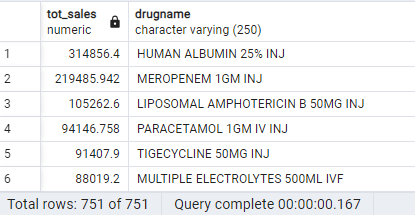 tot_sales drugname
numeric character varying (250)
1 314856.4 HUMAN ALBUMIN 25% INJ
2 219485.942 MEROPENEM 1GM INJ
3 105262.6 LIPOSOMAL AMPHOTERICIN B 50MG INJ
4 94146.758 PARACETAMOL 1GM IV INJ
5 91407.9 TIGECYCLINE 50MG INJ
6 88019.2 MULTIPLE ELECTROLYTES 500ML IVF
Total rows: 751 of 751 Query complete 00:00:00.167